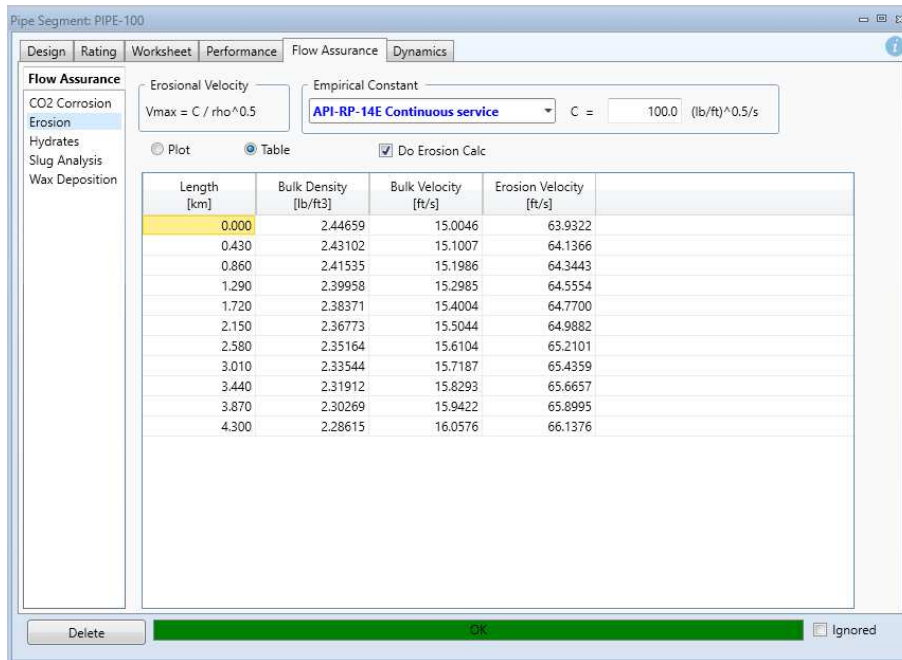 Pipe Segment: PIPE-100
Design Rating Worksheet Performance Flow Assurance Dynamics
Flow Assurance
CO2 Corrosion
Erosion
Hydrates
Slug Analysis
Wax Deposition
Erosional Velocity
Vmax = C / rho^0.5
Empirical Constant
API-RP-14E Continuous service C = 100.0 (lb/ft)^0.5/s
Plot Table Do Erosion Calc
Length Bulk Density Bulk Velocity Erosion Velocity
[km] [lb/ft3] [ft/s] [ft/s]
0.000 2.44659 15.0046 63.9322
0.430 2.43102 15.1007 64.1366
0.860 2.41535 15.1986 64.3443
1.290 2.39958 15.2985 64.5554
1.720 2.38371 15.4004 64.7700
2.150 2.36773 15.5044 64.9882
2.580 2.35164 15.6104 65.2101
3.010 2.33544 15.7187 65.4359
3.440 2.31912 15.8293 65.6657
3.870 2.30269 15.9422 65.8995
4.300 2.28615 16.0576 66.1376
Delete OK Ignored